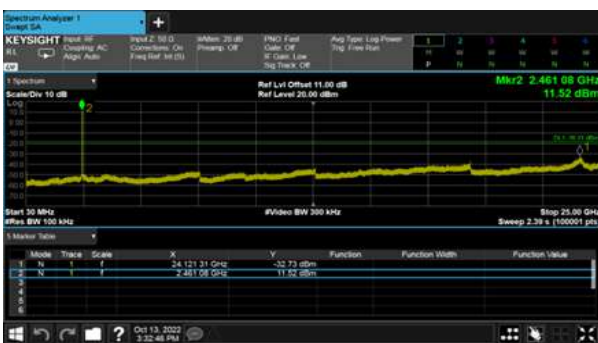 Spectrum Analyzer 1
Swept SA
+
KEYSIGHT Input: RF Input Z: 50 Ω #Atten: 20 dB PNO: Fast Avg Type: Log-Power 1 2 3 4 5 6
RL Coupling: AC Corrections: On Preamp: Off Gate: Off Trig: Free Run
Align: Auto Freq Ref: Int (S) IF Gain: Low
Sig Track: Off P N N N N N
1 Spectrum
Ref Lvl Offset 11.00 dB Mkr2 2.461 08 GHz
Scale/Div 10 dB Ref Level 20.00 dBm 11.52 dBm
Log
2
1
Start 30 MHz #Video BW 300 kHz Stop 25.00 GHz
#Res BW 100 kHz Sweep 2.39 s (100001 pts)
5 Marker Table
Mode Trace Scale X Y Function Function Width Function Value
1 N 1 f 24.121 31 GHz -32.73 dBm
2 N 1 f 2.461 08 GHz 11.52 dBm
3
4
5
6
? Oct 13, 2022
3:32:46 PM